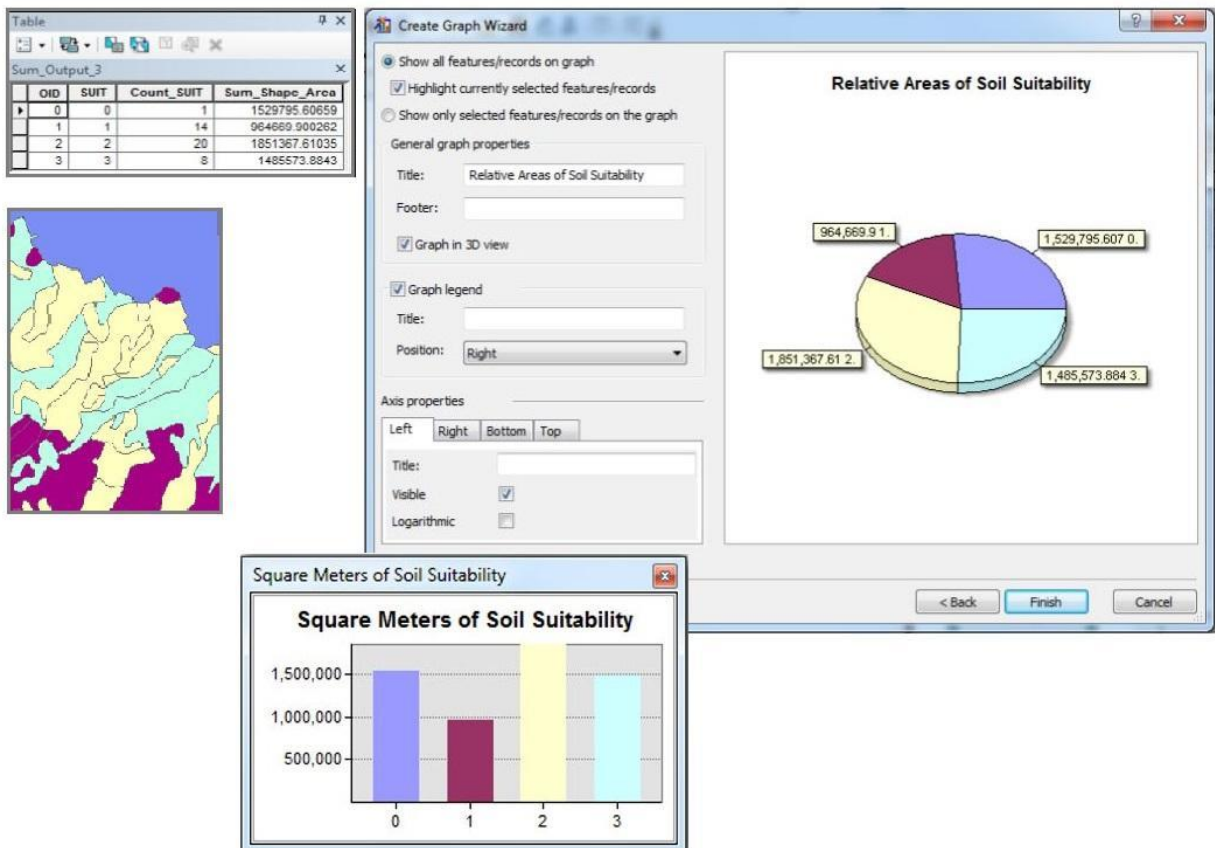 Table
Sum_Output_3
OID SUIT Count_SUIT Sum_Shape_Area
0 0 1 1529795.60659
1 1 14 964669.900262
2 2 20 1851367.61035
3 3 8 1485573.8843
Create Graph Wizard
Show all features/records on graph
Highlight currently selected features/records
Show only selected features/records on the graph
General graph properties
Title: Relative Areas of Soil Suitability
Footer:
Graph in 3D view
Graph legend
Title:
Position: Right
Axis properties
Left Right Bottom Top
Title:
Visible
Logarithmic
Relative Areas of Soil Suitability
964,669.9 1.
1,529,795.607 0.
1,851,367.61 2.
1,485,573.884 3.
< Back Finish Cancel
Square Meters of Soil Suitability
Square Meters of Soil Suitability
1,500,000
1,000,000
500,000
0 1 2 3